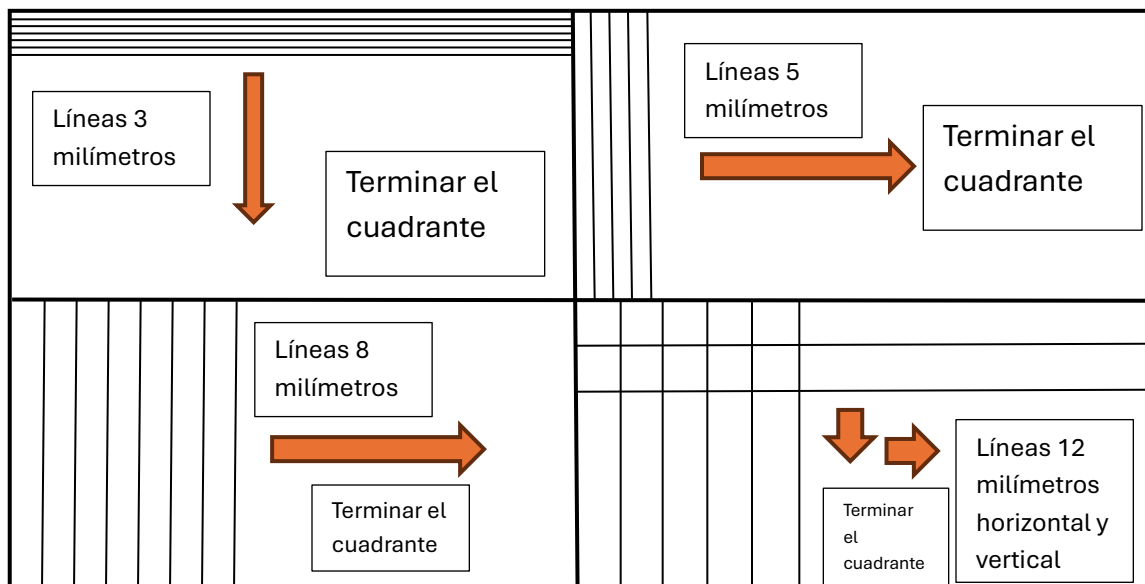 Líneas 3
milímetros
Terminar el
cuadrante
Líneas 5
milímetros
Terminar el
cuadrante
Líneas 8
milímetros
Terminar el
cuadrante
Terminar
el
cuadrante
Líneas 12
milímetros
horizontal y
vertical